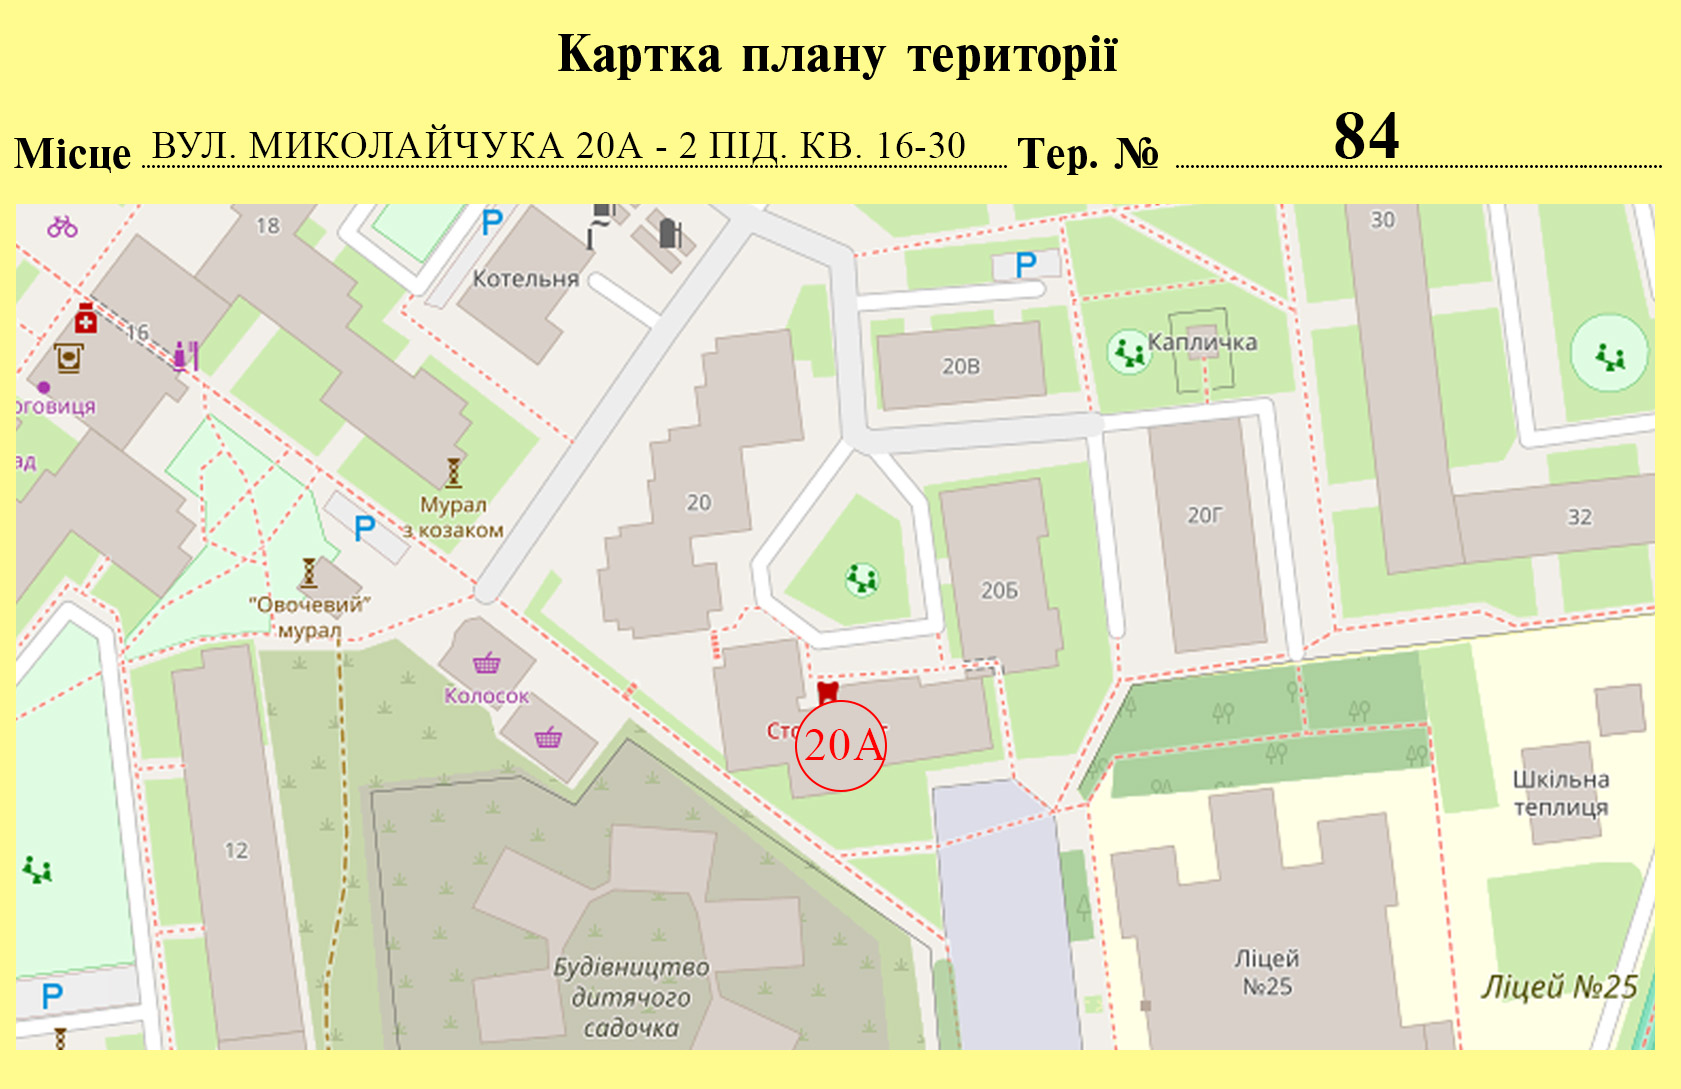 Картка плану території
Місце ВУЛ. МИКОЛАЙЧУКА 20А - 2 ПІД. КВ. 16-30 Тер. № 84
18
P
Котельня
30
P
16
Капличка
20В
оговиця
ад
Мурал
з козаком
20
20Г
32
P
20Б
"Овочевий"
мурал
Колосок
20А
Шкільна
теплиця
12
Ліцей
№25
Ліцей №25
Будівництво
дитячого
садочка
P